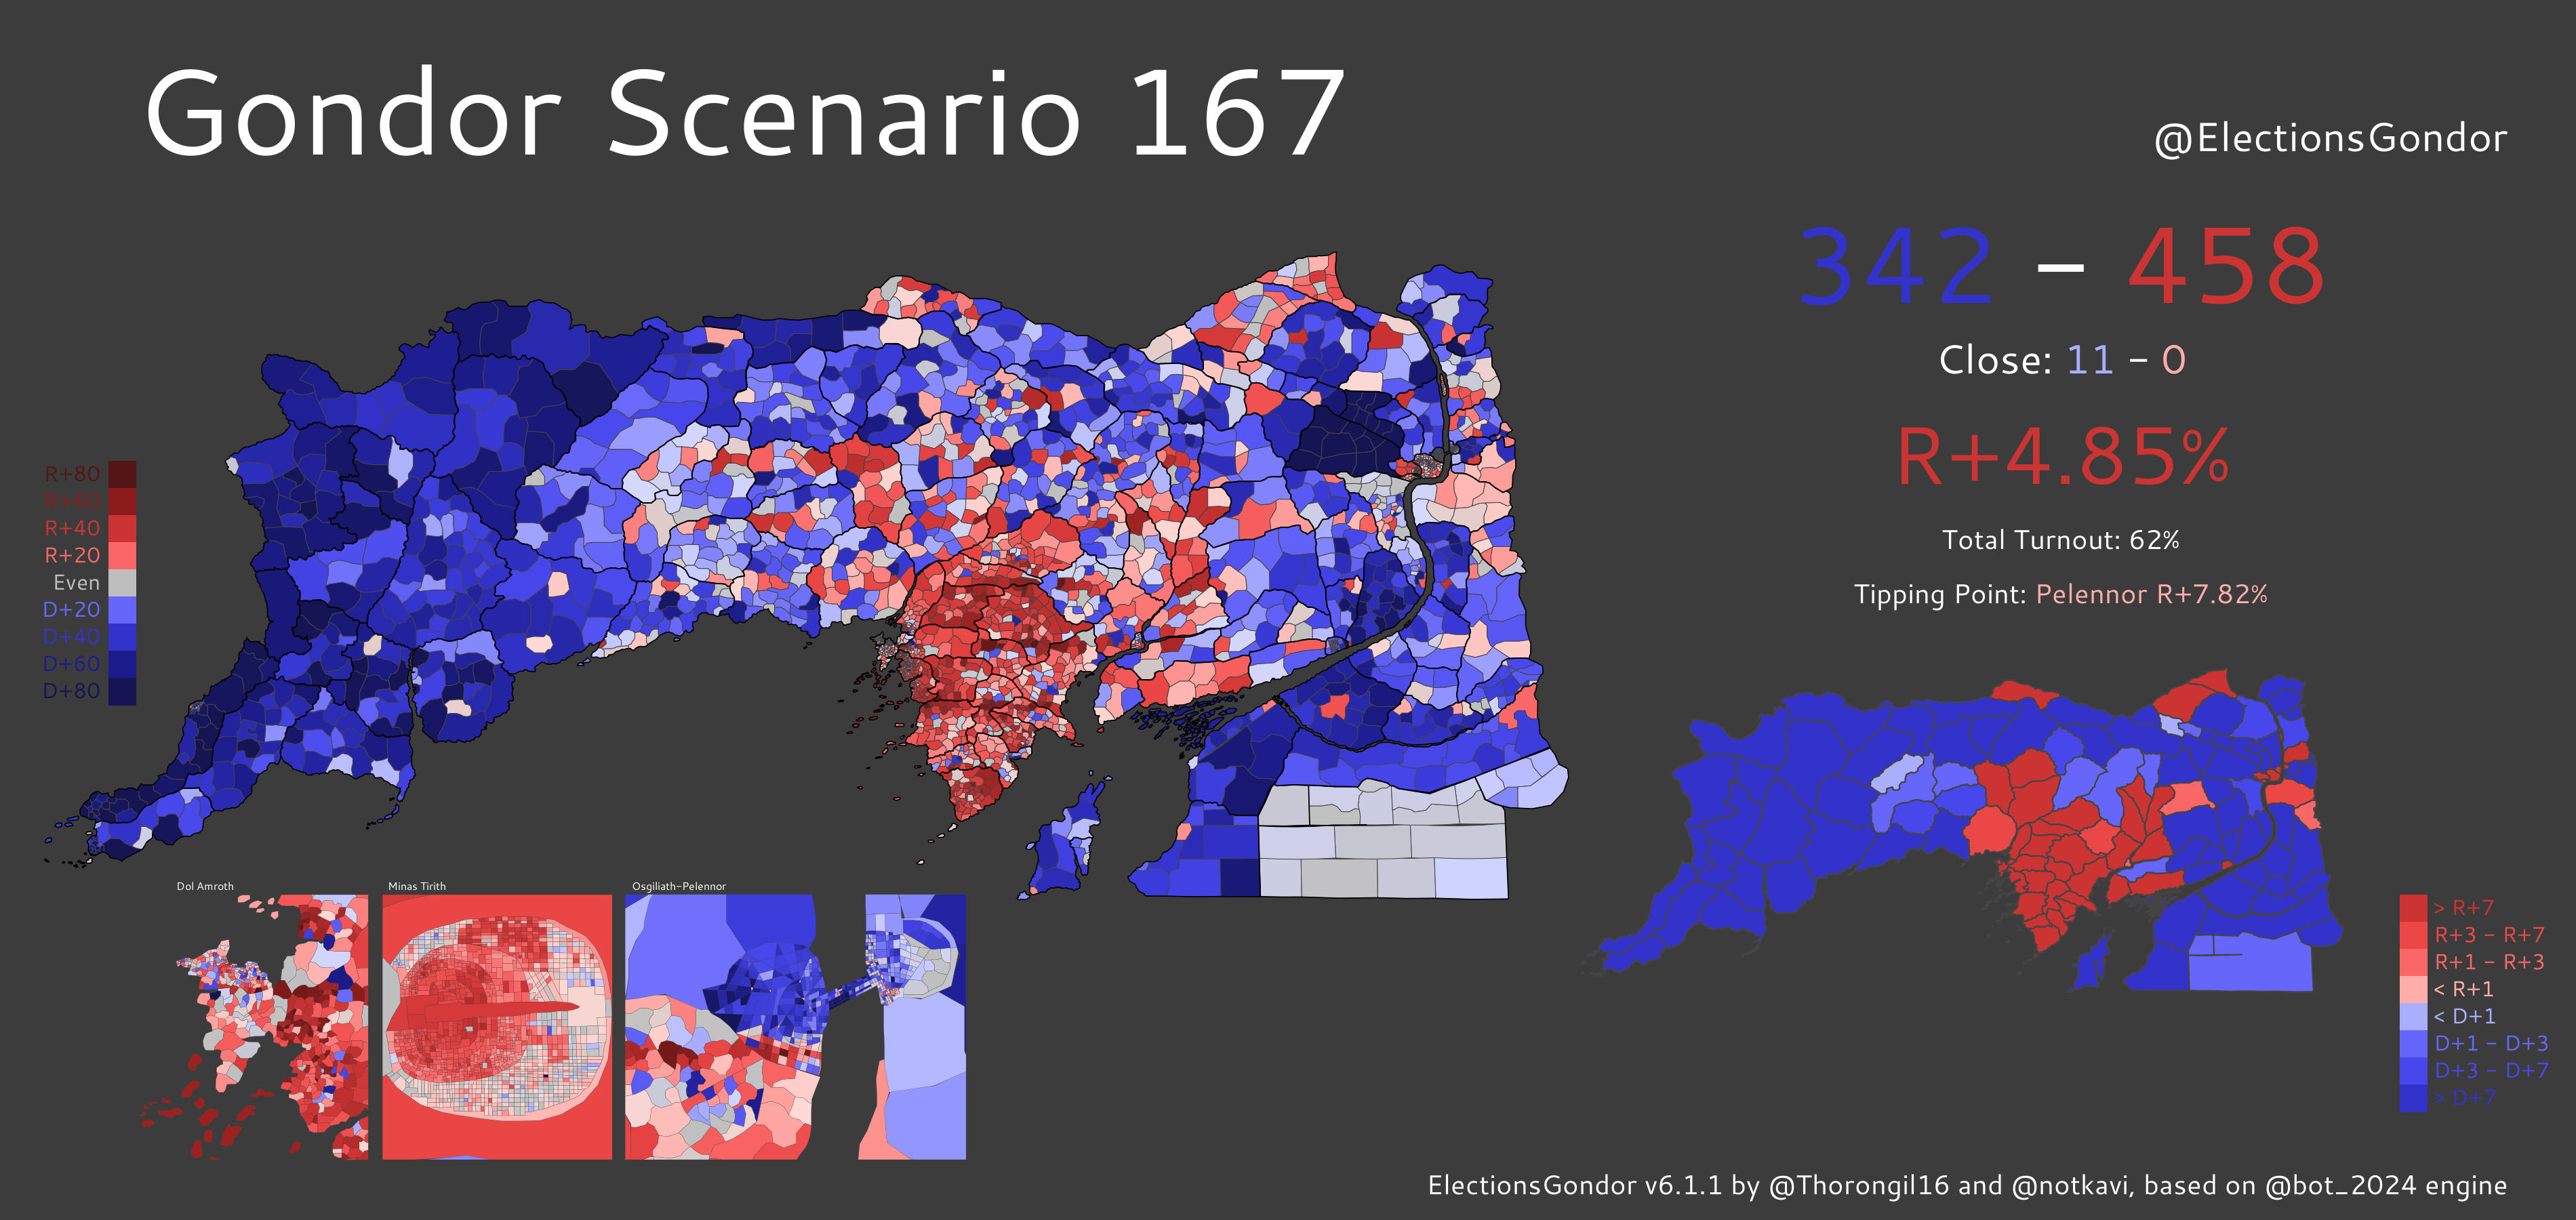 Gondor Scenario 167
@ElectionsGondor
342 – 458
Close: 11 – 0
R+4.85%
Total Turnout: 62%
Tipping Point: Pelennor R+7.82%
R+80
R+60
R+40
R+20
Even
D+20
D+40
D+60
D+80
Dol Amroth
Minas Tirith
Osgiliath-Pelennor
> R+7
R+3 – R+7
R+1 – R+3
< R+1
< D+1
D+1 – D+3
D+3 – D+7
> D+7
ElectionsGondor v6.1.1 by @Thorongil16 and @notkavi, based on @bot_2024 engine